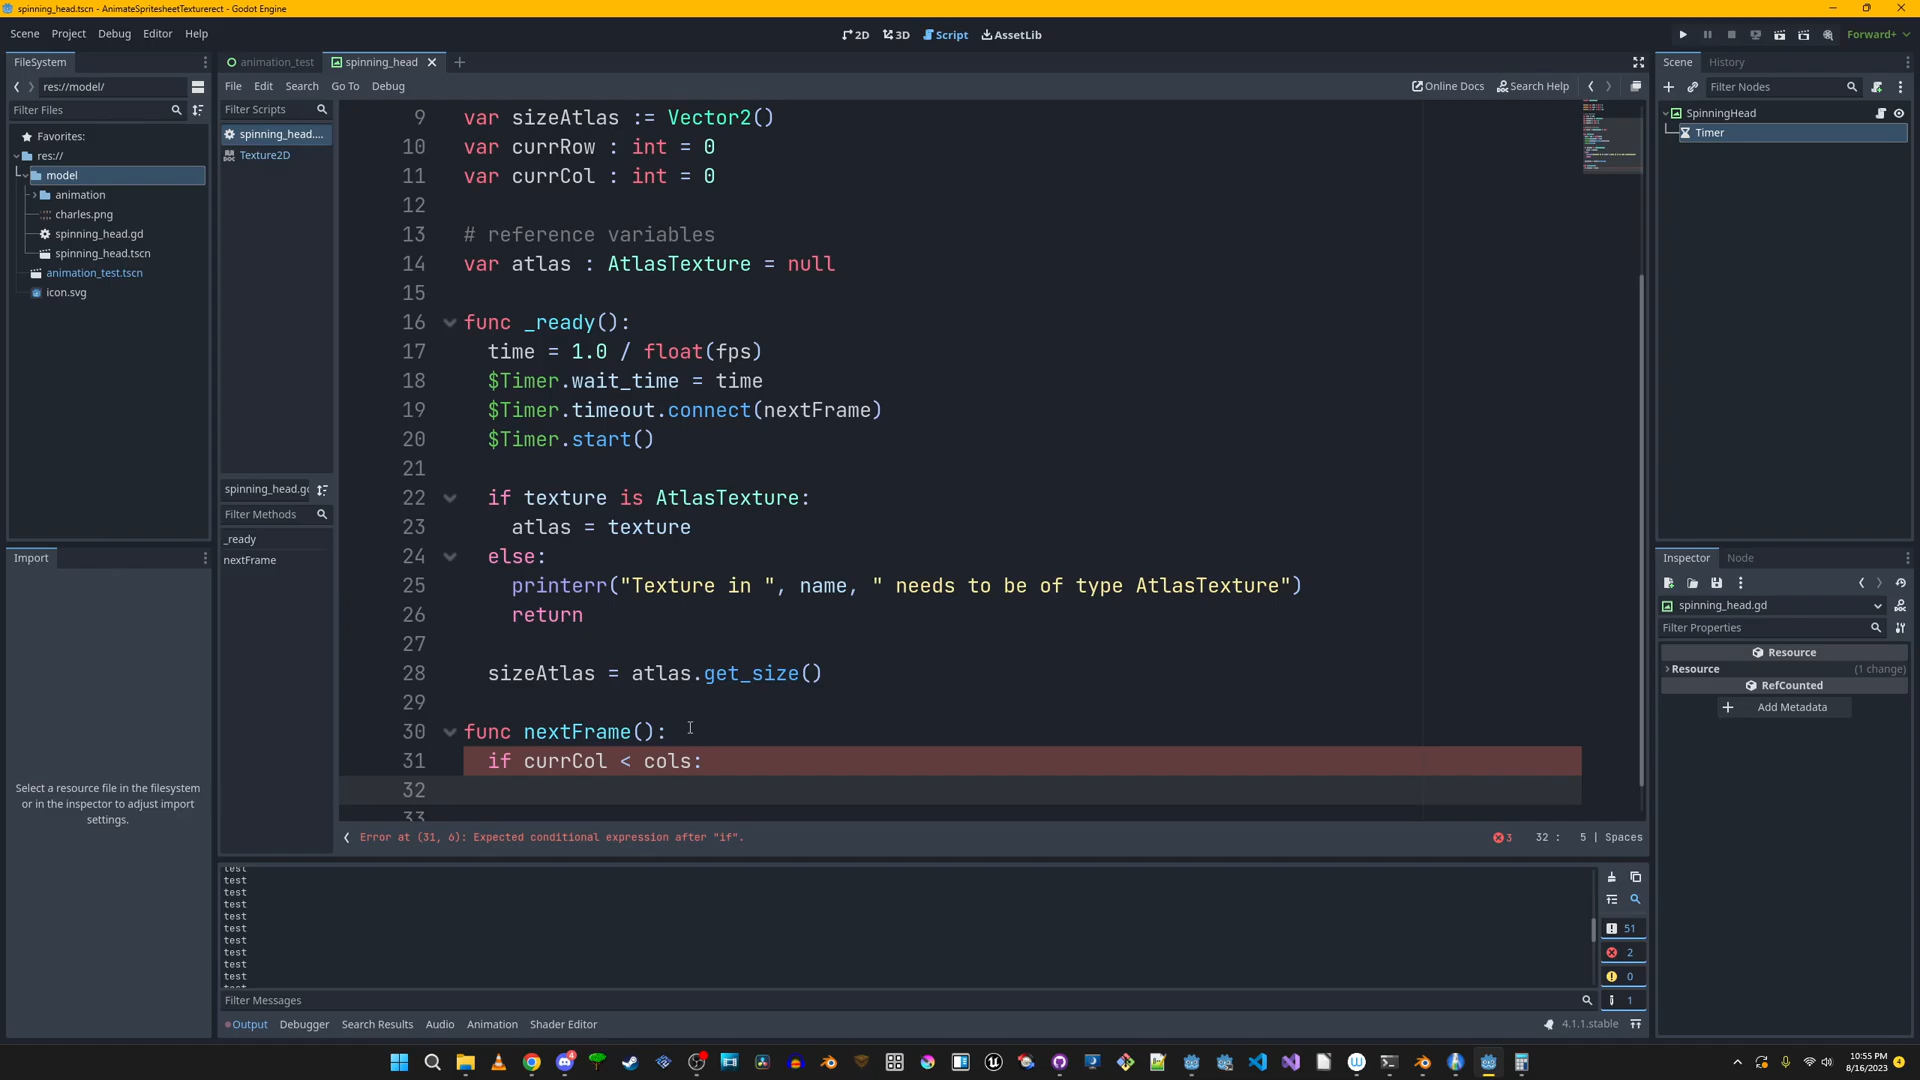 spinning_head.tscn - AnimateSpritesheetTexturerect - Godot Engine
Scene Project Debug Editor Help
2D 3D Script AssetLib
Forward+
FileSystem
res://model/
Filter Files
Favorites:
res://
model
animation
charles.png
spinning_head.gd
spinning_head.tscn
animation_test.tscn
icon.svg
Import
Select a resource file in the filesystem
or in the inspector to adjust import
settings.
animation_test spinning_head
File Edit Search Go To Debug
Online Docs Search Help
Filter Scripts
spinning_head....
Texture2D
spinning_head.gd
Filter Methods
_ready
nextFrame
9 var sizeAtlas := Vector2()
10 var currRow : int = 0
11 var currCol : int = 0
12
13 # reference variables
14 var atlas : AtlasTexture = null
15
16 func _ready():
17 time = 1.0 / float(fps)
18 $Timer.wait_time = time
19 $Timer.timeout.connect(nextFrame)
20 $Timer.start()
21
22 if texture is AtlasTexture:
23 atlas = texture
24 else:
25 printerr("Texture in ", name, " needs to be of type AtlasTexture")
26 return
27
28 sizeAtlas = atlas.get_size()
29
30 func nextFrame():
31 if currCol < cols:
32
33
Error at (31, 6): Expected conditional expression after "if".
3 32 : 5 | Spaces
test
test
test
test
test
test
test
test
test
test
test
51
2
0
1
Filter Messages
Output Debugger Search Results Audio Animation Shader Editor
4.1.1.stable
Scene History
Filter Nodes
SpinningHead
Timer
Inspector Node
spinning_head.gd
Filter Properties
Resource
Resource (1 change)
RefCounted
Add Metadata
10:55 PM
8/16/2023
4
4